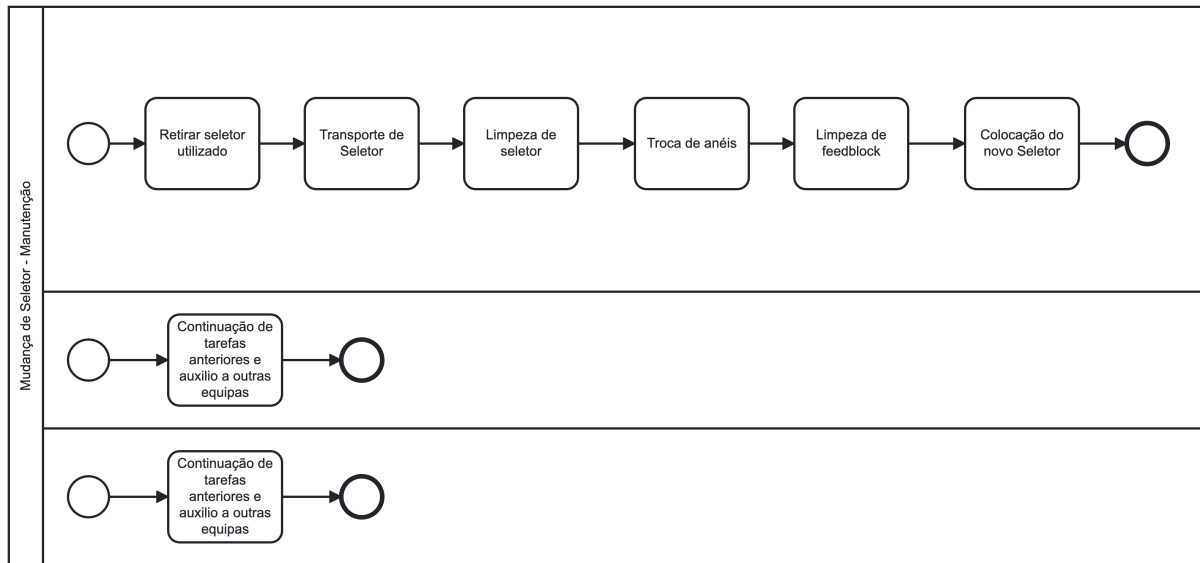 Mudança de Seletor - Manutenção
Retirar seletor
utilizado
Transporte de
Seletor
Limpeza de
seletor
Troca de anéis
Limpeza de
feedblock
Colocação do
novo Seletor
Continuação de
tarefas
anteriores e
auxilio a outras
equipas
Continuação de
tarefas
anteriores e
auxilio a outras
equipas